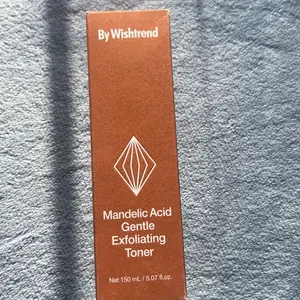 By Wishtrend
Mandelic Acid
Gentle
Exfoliating
Toner
Net 150 mL / 5.07 fl.oz.